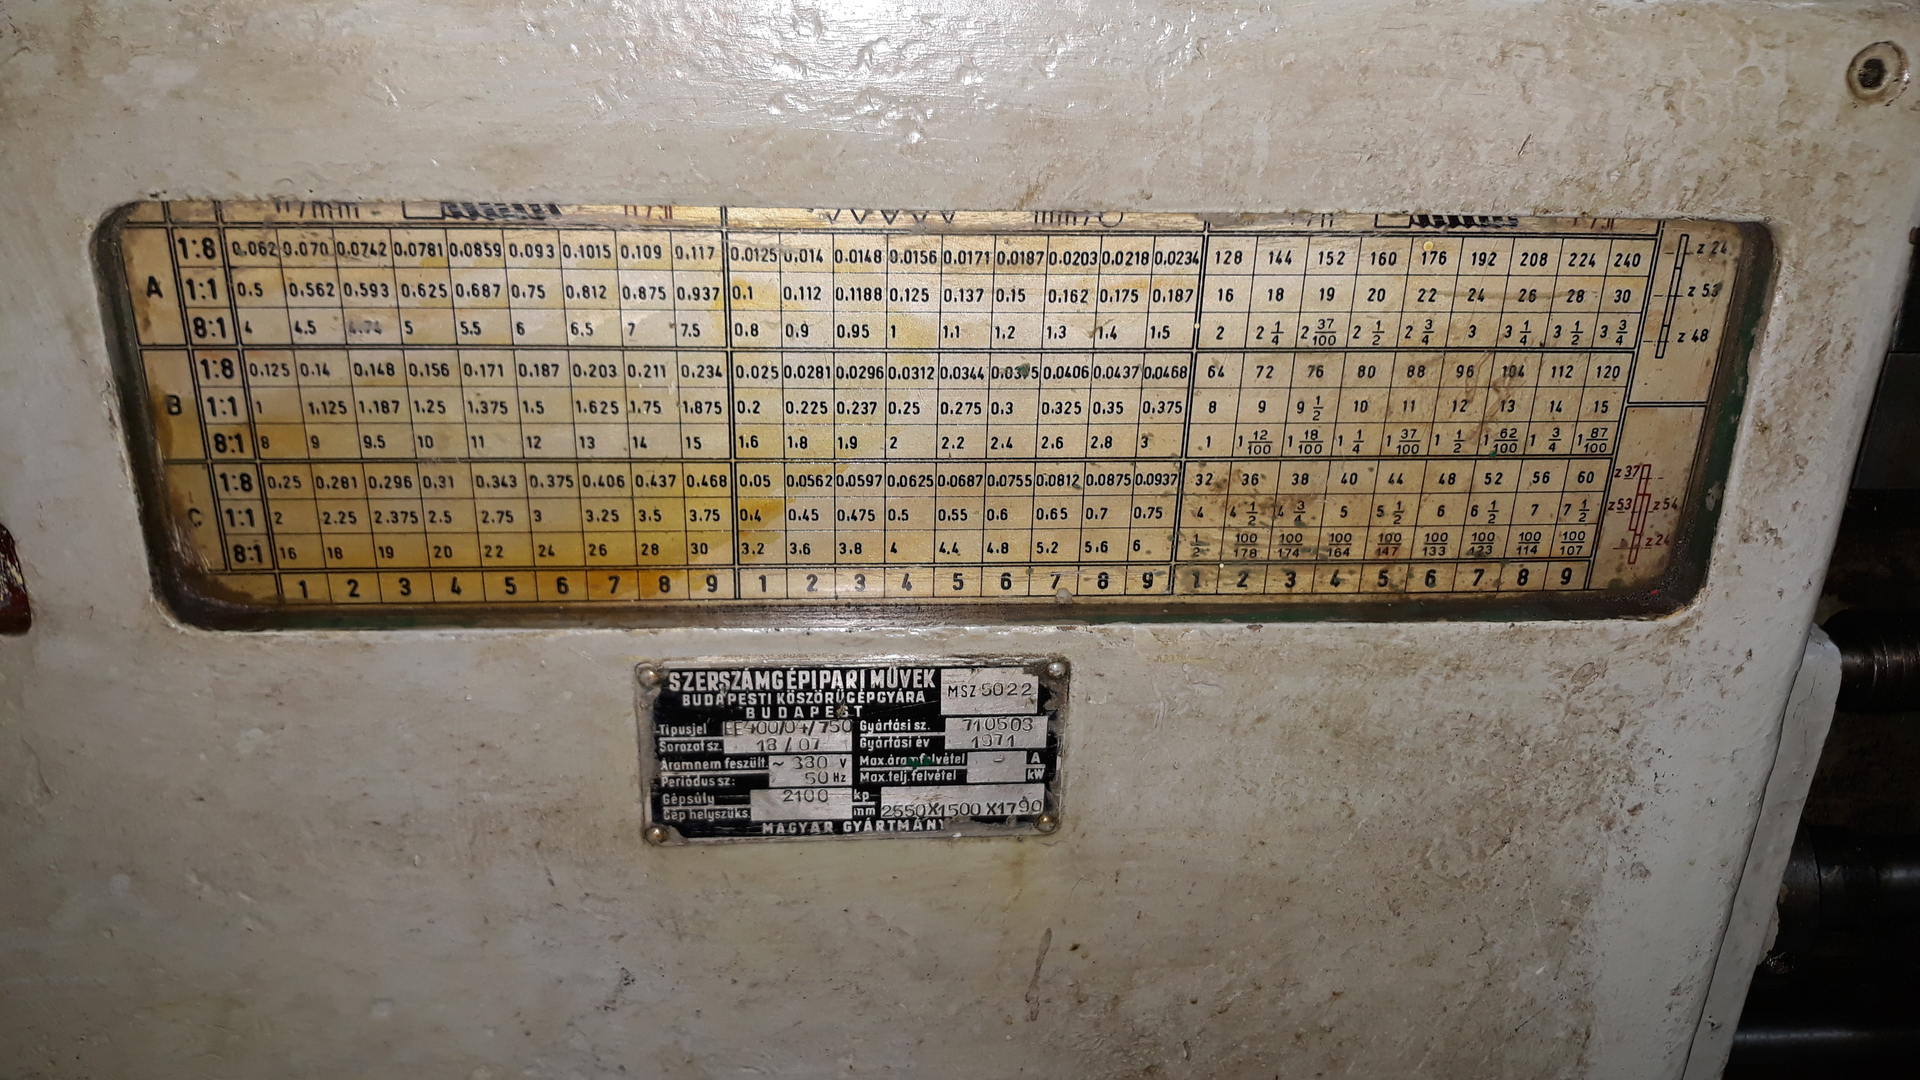 mm/
A 1:8 0.062 0.070 0.0742 0.0781 0.0859 0.093 0.1015 0.109 0.117 0.0125 0.014 0.0148 0.0156 0.0171 0.0187 0.0203 0.0218 0.0234 128 144 152 160 176 192 208 224 240 z 24
1:1 0.5 0.562 0.593 0.625 0.687 0.75 0.812 0.875 0.937 0.1 0.112 0.1188 0.125 0.137 0.15 0.162 0.175 0.187 16 18 19 20 22 24 26 28 30 z 53
8:1 4 4.5 4.74 5 5.5 6 6.5 7 7.5 0.8 0.9 0.95 1 1.1 1.2 1.3 1.4 1.5 2 2 1/4 2 37/100 2 1/2 2 3/4 3 3 1/4 3 1/2 3 3/4 z 48
B 1:8 0.125 0.14 0.148 0.156 0.171 0.187 0.203 0.211 0.234 0.025 0.0281 0.0296 0.0312 0.0344 0.0375 0.0406 0.0437 0.0468 64 72 76 80 88 96 104 112 120
1:1 1 1.125 1.187 1.25 1.375 1.5 1.625 1.75 1.875 0.2 0.225 0.237 0.25 0.275 0.3 0.325 0.35 0.375 8 9 9 1/2 10 11 12 13 14 15
8:1 8 9 9.5 10 11 12 13 14 15 1.6 1.8 1.9 2 2.2 2.4 2.6 2.8 3 1 1 12/100 1 18/100 1 1/4 1 37/100 1 1/2 1 62/100 1 3/4 1 87/100
C 1:8 0.25 0.281 0.296 0.31 0.343 0.375 0.406 0.437 0.468 0.05 0.0562 0.0597 0.0625 0.0687 0.0755 0.0812 0.0875 0.0937 32 36 38 40 44 48 52 56 60 z37
1:1 2 2.25 2.375 2.5 2.75 3 3.25 3.5 3.75 0.4 0.45 0.475 0.5 0.55 0.6 0.65 0.7 0.75 4 4 1/2 4 3/4 5 5 1/2 6 6 1/2 7 7 1/2 z53 z54
8:1 16 18 19 20 22 24 26 28 30 3.2 3.6 3.8 4 4.4 4.8 5.2 5.6 6 1/2 100/178 100/174 100/164 100/147 100/133 100/123 100/114 100/107 z24
1 2 3 4 5 6 7 8 9 1 2 3 4 5 6 7 8 9 1 2 3 4 5 6 7 8 9
SZERSZÁMGÉPIPARI MŰVEK
BUDAPESTI KÖSZÖRŰGÉPGYÁRA
BUDAPEST
MSZ 5022
Tipusjel EE400/04/750 Gyártási sz. 710503
Sorozat sz. 18/07 Gyártási év 1971
Áramnem feszült. ~ 380 V Max.áramfelvétel - A
Periódus sz: 50 Hz Max.telj.felvétel kW
Gépsúly 2100 kp
Gép helyszüks. mm 2550X1500X1790
MAGYAR GYÁRTMÁNY